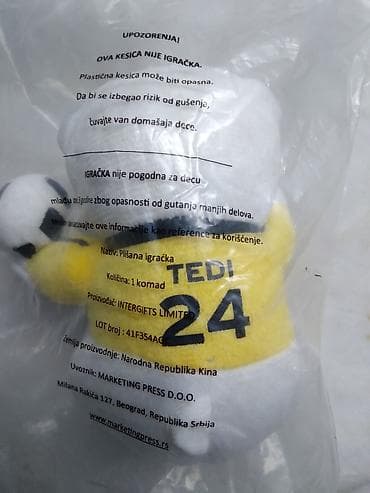 UPOZORENJA!
OVA KESICA NIJE IGRAČKA.
Plastična kesica može biti opasna.
Da bi se izbegao rizik od gušenja,
čuvajte van domašaja dece.
IGRAČKA nije pogodna za decu
zbog opasnosti od gutanja manjih delova.
ove informacije kao reference za korišćenje.
Naziv: Plišana igračka
Količina: 1 komad
TEDI
Proizvođač: INTERGIFTS LIMITED
24
LOT broj: 41F354AG
Zemlja proizvodnje: Narodna Republika Kina
Uvoznik: MARKETING PRESS D.O.O.
Milana Rakića 127, Beograd, Republika Srbija
www.marketingpress.rs